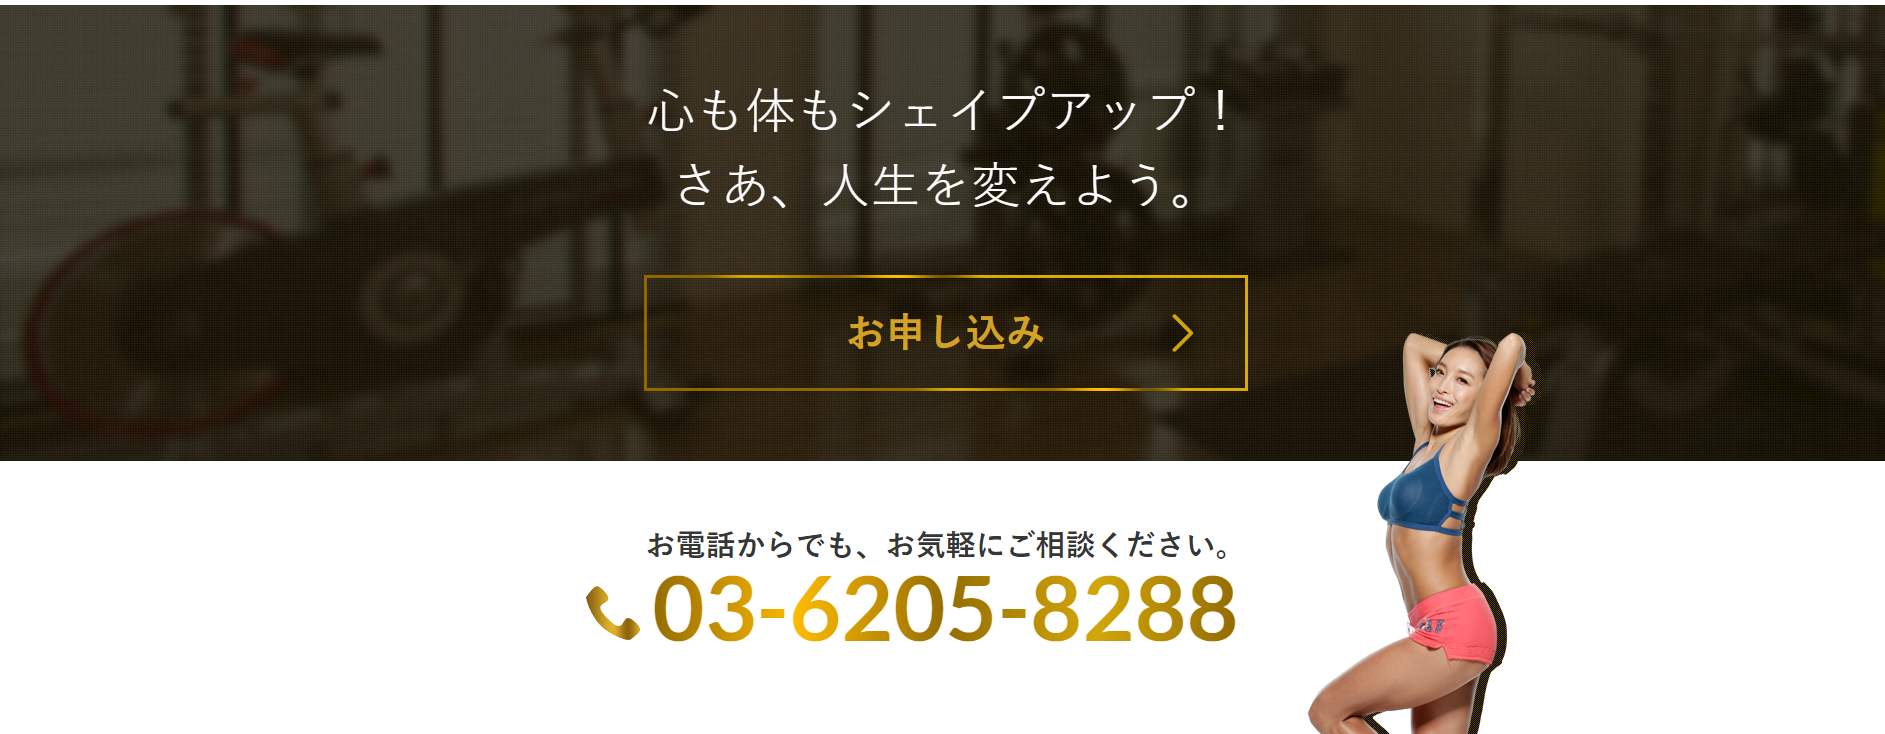 心も体もシェイプアップ！
さあ、人生を変えよう。
お申し込み
お電話からでも、お気軽にご相談ください。
03-6205-8288